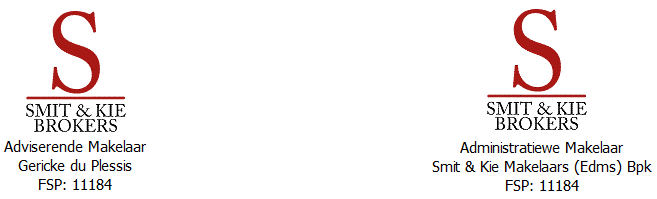 S
SMIT & KIE
BROKERS
Adviserende Makelaar
Gericke du Plessis
FSP: 11184
S
SMIT & KIE
BROKERS
Administratiewe Makelaar
Smit & Kie Makelaars (Edms) Bpk
FSP: 11184